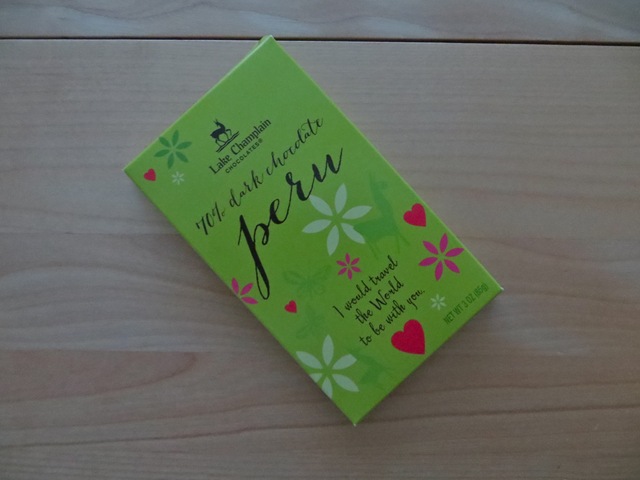 Lake Champlain
CHOCOLATES®
70% dark chocolate
peru
I would travel
the World
to be with you.
NET WT 3 OZ (85g)